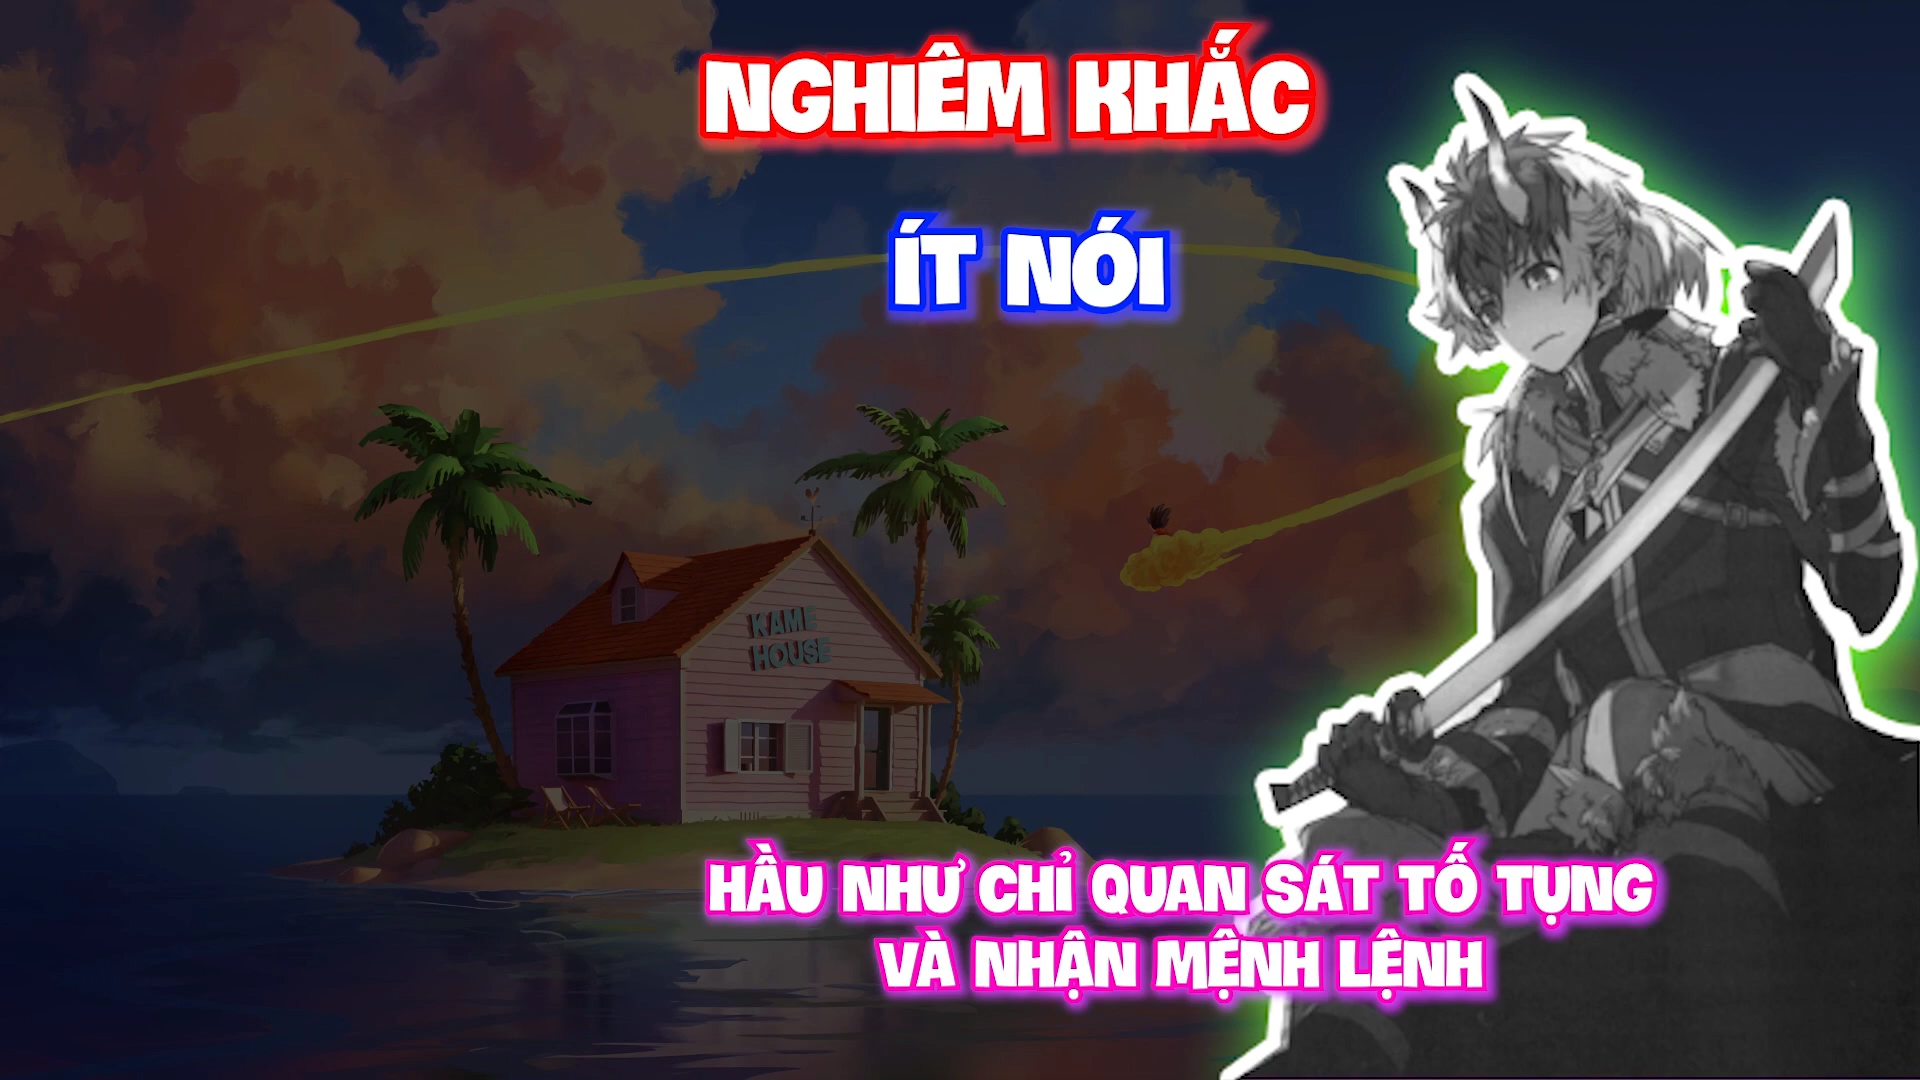 NGHIÊM KHẮC
ÍT NÓI
KAME
HOUSE
HẦU NHƯ CHỈ QUAN SÁT TỐ TỤNG
VÀ NHẬN MỆNH LỆNH